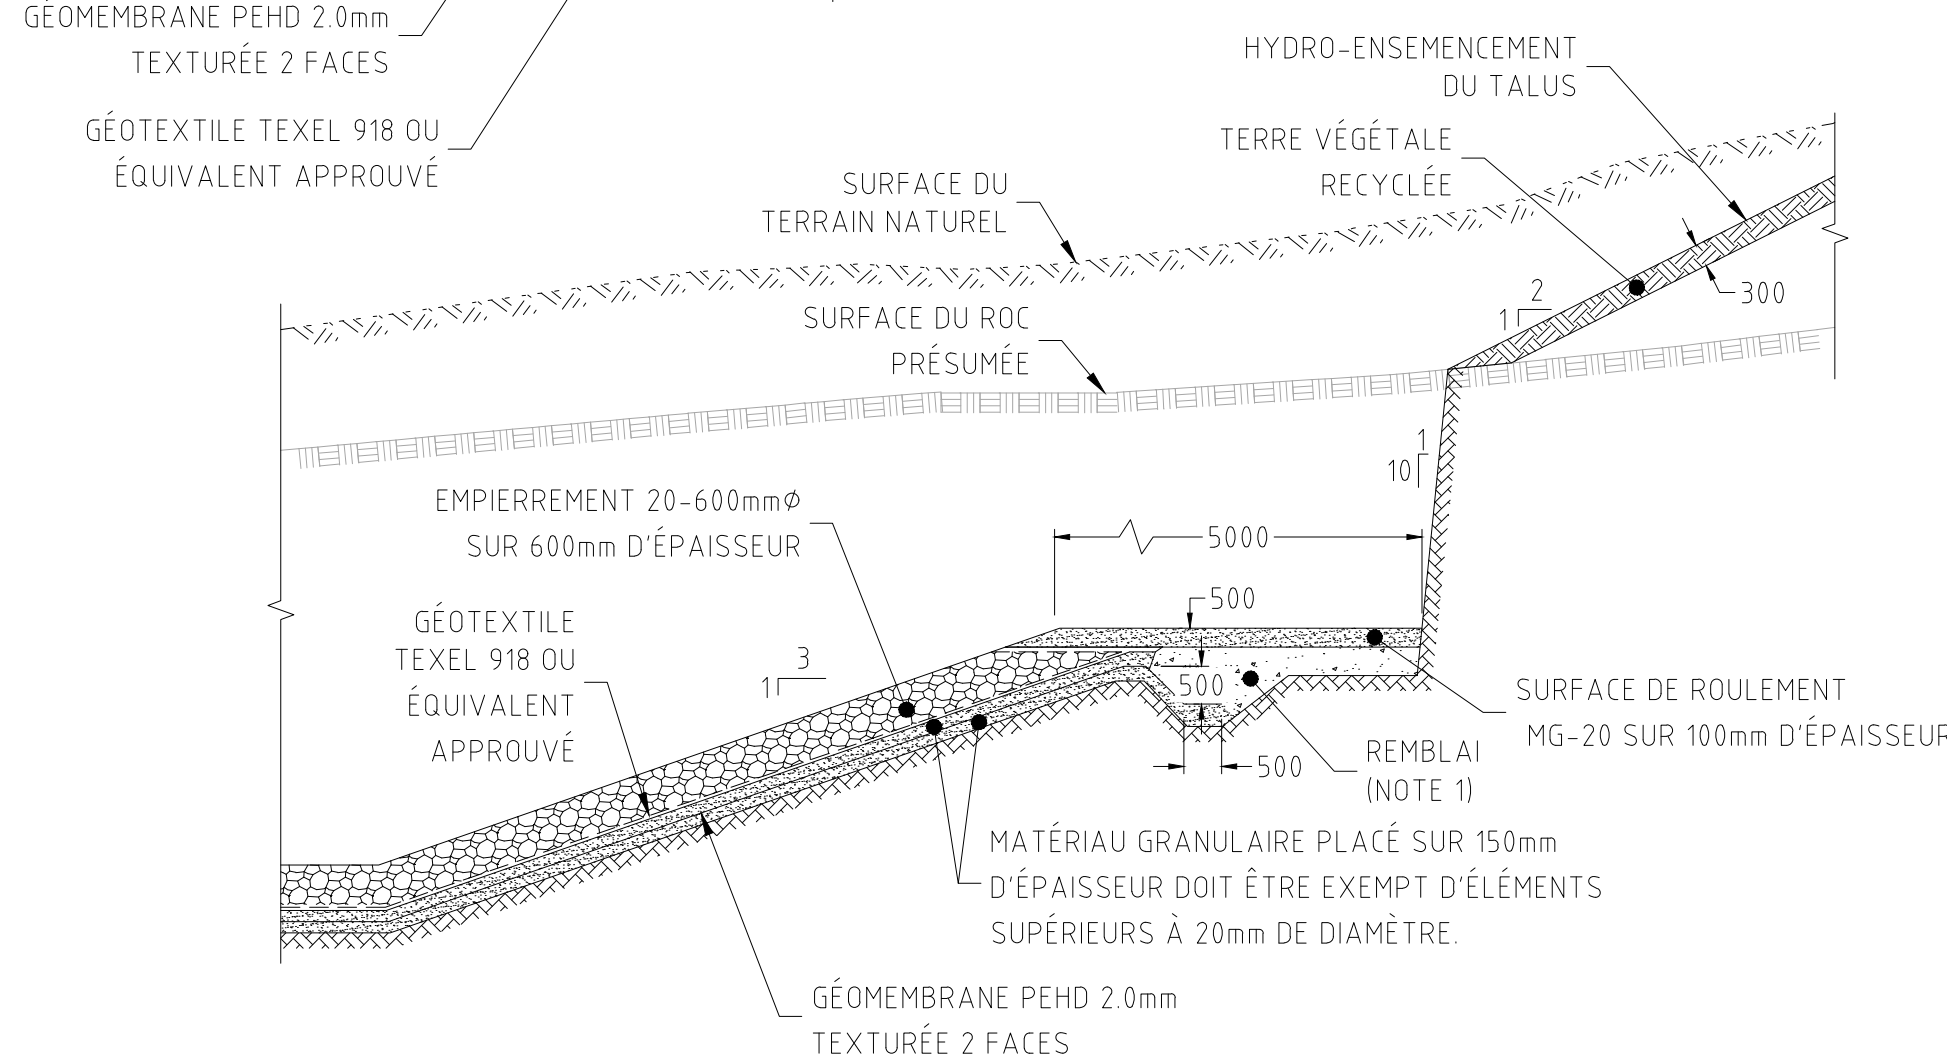 GÉOMEMBRANE PEHD 2.0mm
TEXTURÉE 2 FACES
GÉOTEXTILE TEXEL 918 OU
ÉQUIVALENT APPROUVÉ
HYDRO-ENSEMENCEMENT
DU TALUS
TERRE VÉGÉTALE
RECYCLÉE
SURFACE DU
TERRAIN NATUREL
300
2
1
SURFACE DU ROC
PRÉSUMÉE
1
10
EMPIERREMENT 20-600mmØ
SUR 600mm D'ÉPAISSEUR
5000
500
GÉOTEXTILE
TEXEL 918 OU
ÉQUIVALENT
APPROUVÉ
3
1
500
500
SURFACE DE ROULEMENT
MG-20 SUR 100mm D'ÉPAISSEUR
REMBLAI
(NOTE 1)
MATÉRIAU GRANULAIRE PLACÉ SUR 150mm
D'ÉPAISSEUR DOIT ÊTRE EXEMPT D'ÉLÉMENTS
SUPÉRIEURS À 20mm DE DIAMÈTRE.
GÉOMEMBRANE PEHD 2.0mm
TEXTURÉE 2 FACES